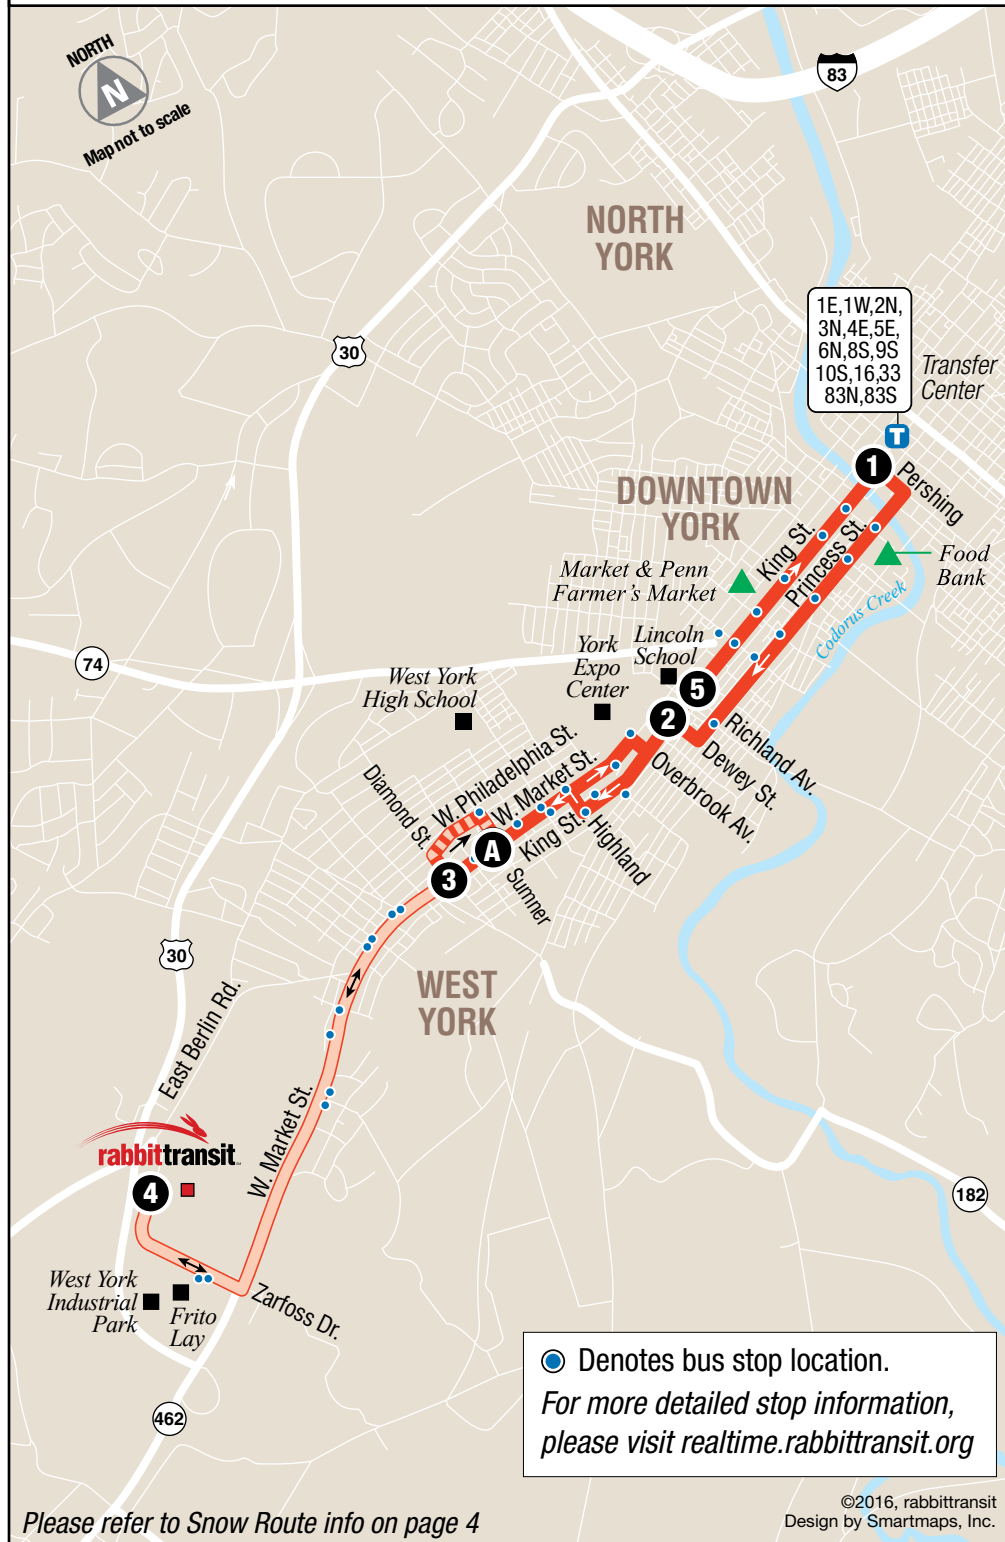 NORTH
N
Map not to scale
83
NORTH
YORK
1E,1W,2N,
3N,4E,5E,
6N,8S,9S
10S,16,33
83N,83S
Transfer
Center
T
30
1
Pershing
DOWNTOWN
YORK
King St.
Princess St.
Food
Bank
Market & Penn
Farmer's Market
Codorus Creek
74
York
Expo
Center
Lincoln
School
West York
High School
5
2
Richland Av.
Dewey St.
Overbrook Av.
W. Philadelphia St.
W. Market St.
Diamond St.
King St.
Highland
A
3
Sumner
30
WEST
YORK
East Berlin Rd.
W. Market St.
rabbittransit
4
182
West York
Industrial
Park
Frito
Lay
Zarfoss Dr.
462
Denotes bus stop location.
For more detailed stop information,
please visit realtime.rabbittransit.org
©2016, rabbittransit
Design by Smartmaps, Inc.
Please refer to Snow Route info on page 4